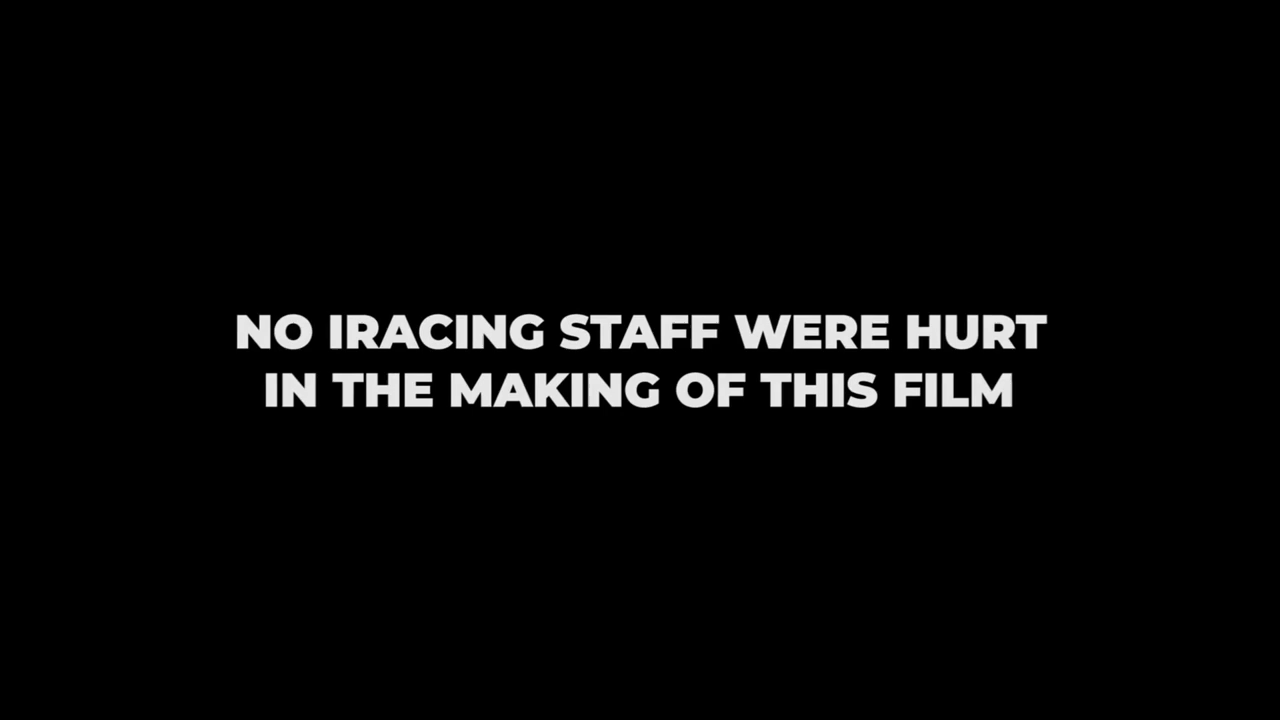 NO IRACING STAFF WERE HURT
IN THE MAKING OF THIS FILM